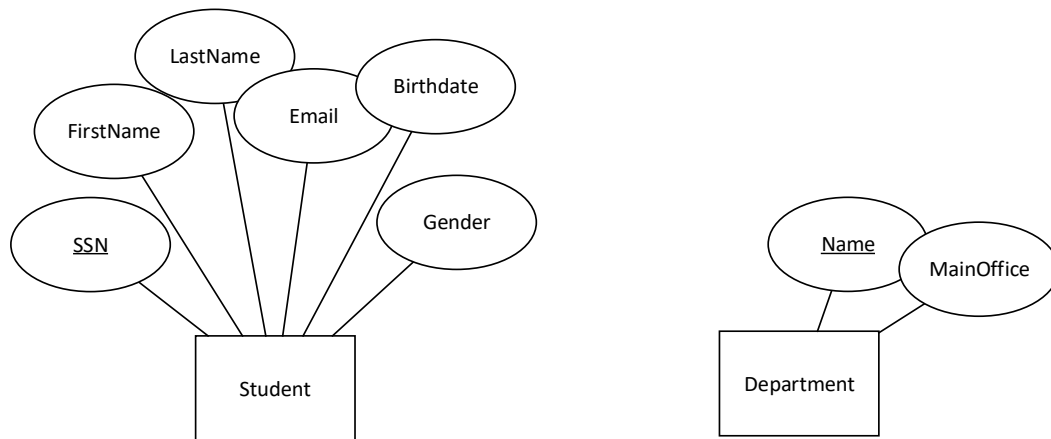 LastName
Birthdate
Email
FirstName
Gender
SSN
Name
MainOffice
Student
Department